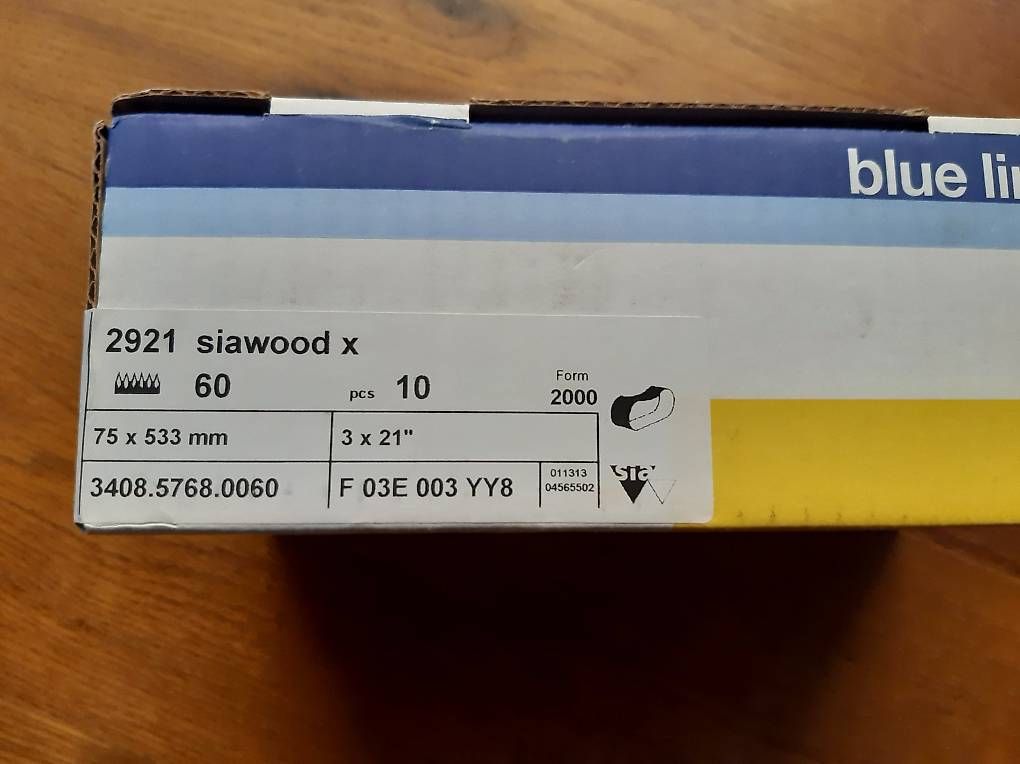 blue
2921 siawood x
60 pcs 10 Form 2000
75 x 533 mm 3 x 21"
3408.5768.0060 F 03E 003 YY8 011313 04565502
sia